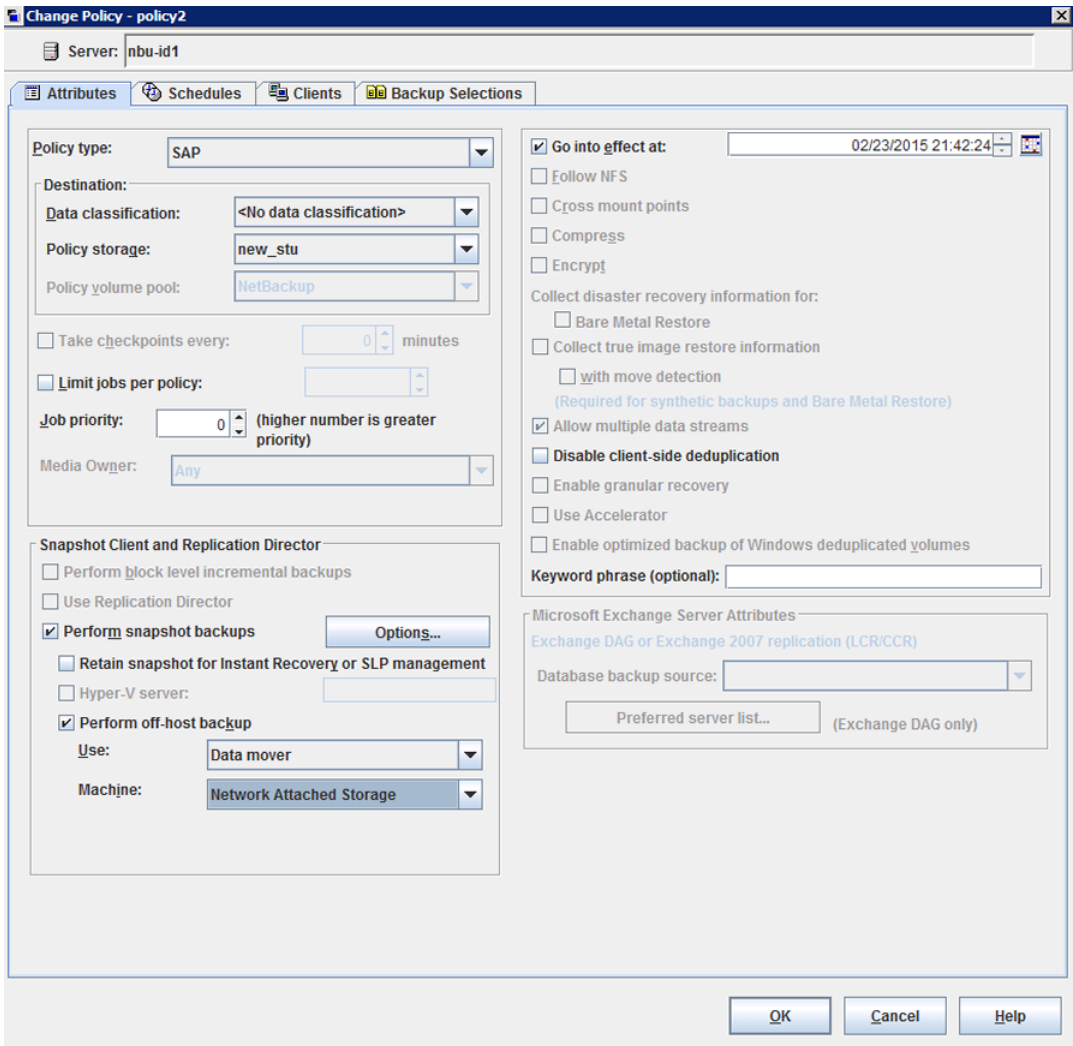 Change Policy - policy2
Server: nbu-id1
Attributes Schedules Clients Backup Selections
Policy type: SAP
Destination:
Data classification: <No data classification>
Policy storage: new_stu
Policy volume pool: NetBackup
Take checkpoints every: 0 minutes
Limit jobs per policy:
Job priority: 0 (higher number is greater
priority)
Media Owner: Any
Snapshot Client and Replication Director
Perform block level incremental backups
Use Replication Director
Perform snapshot backups Options...
Retain snapshot for Instant Recovery or SLP management
Hyper-V server:
Perform off-host backup
Use: Data mover
Machine: Network Attached Storage
Go into effect at: 02/23/2015 21:42:24
Follow NFS
Cross mount points
Compress
Encrypt
Collect disaster recovery information for:
Bare Metal Restore
Collect true image restore information
with move detection
(Required for synthetic backups and Bare Metal Restore)
Allow multiple data streams
Disable client-side deduplication
Enable granular recovery
Use Accelerator
Enable optimized backup of Windows deduplicated volumes
Keyword phrase (optional):
Microsoft Exchange Server Attributes
Exchange DAG or Exchange 2007 replication (LCR/CCR)
Database backup source:
Preferred server list... (Exchange DAG only)
OK Cancel Help